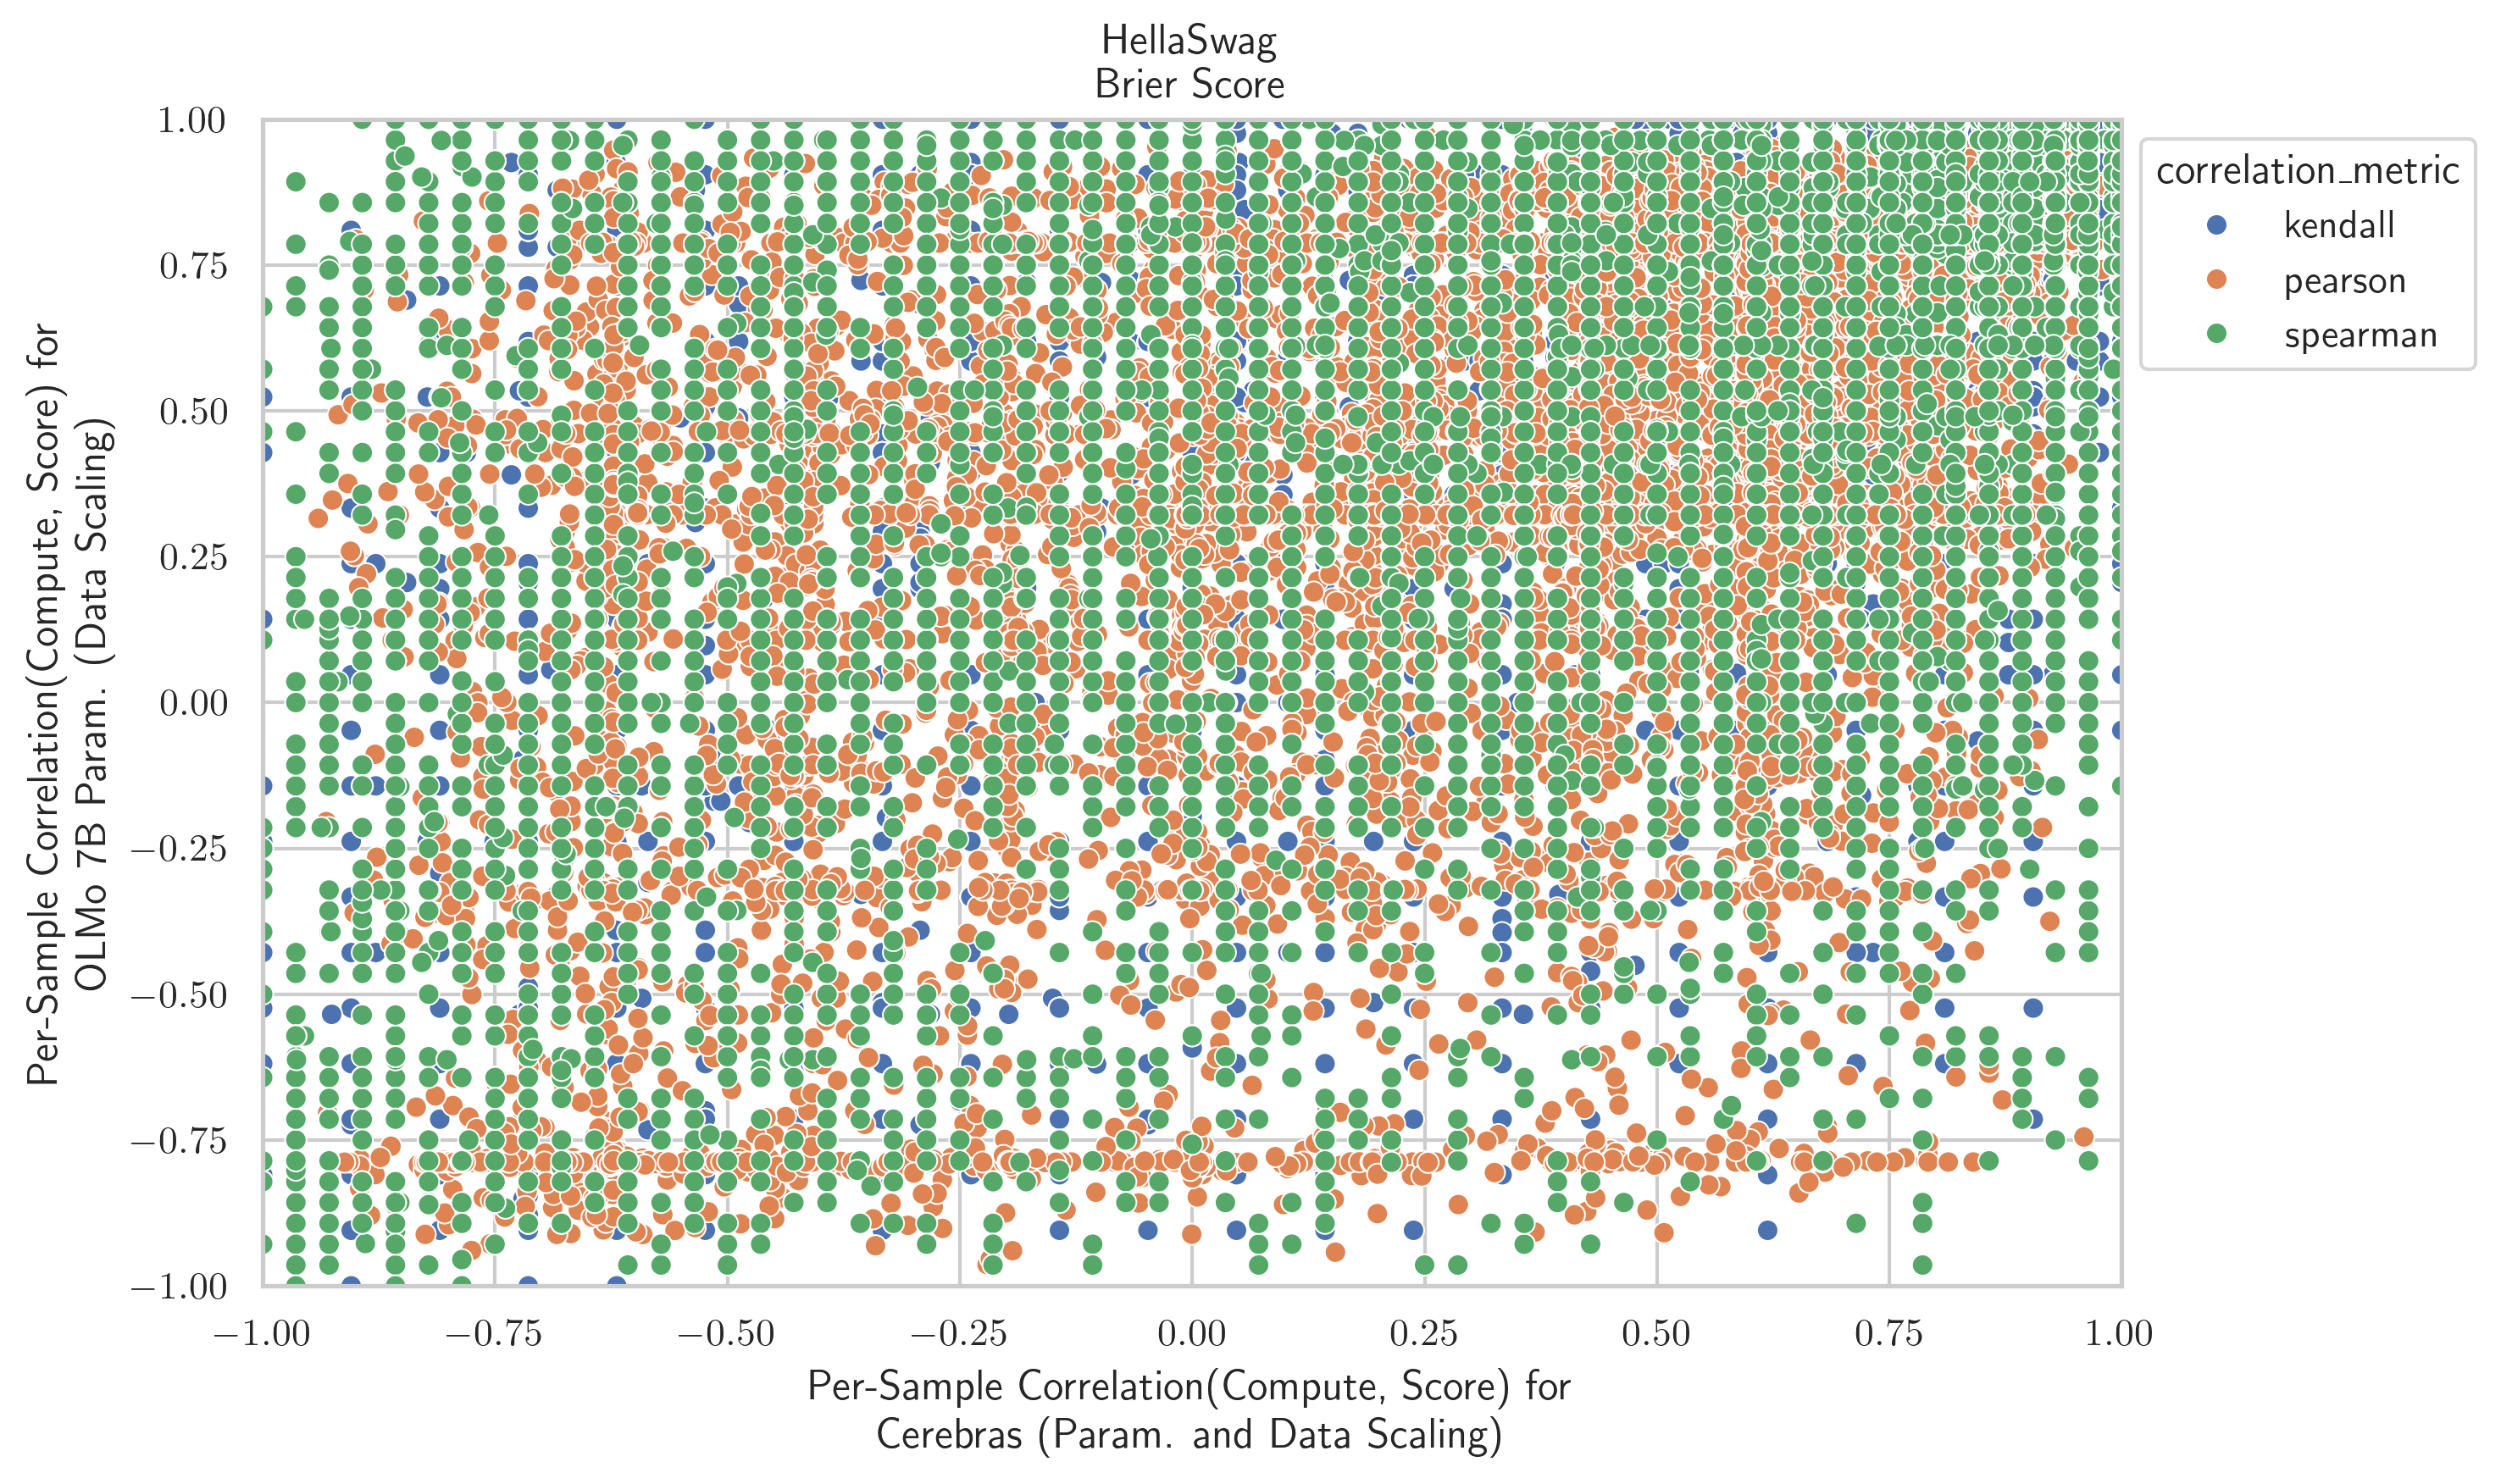 HellaSwag
Brier Score
Per-Sample Correlation(Compute, Score) for
OLMo 7B Param. (Data Scaling)
1.00
0.75
0.50
0.25
0.00
−0.25
−0.50
−0.75
−1.00
−1.00 −0.75 −0.50 −0.25 0.00 0.25 0.50 0.75 1.00
Per-Sample Correlation(Compute, Score) for
Cerebras (Param. and Data Scaling)
correlation_metric
kendall
pearson
spearman